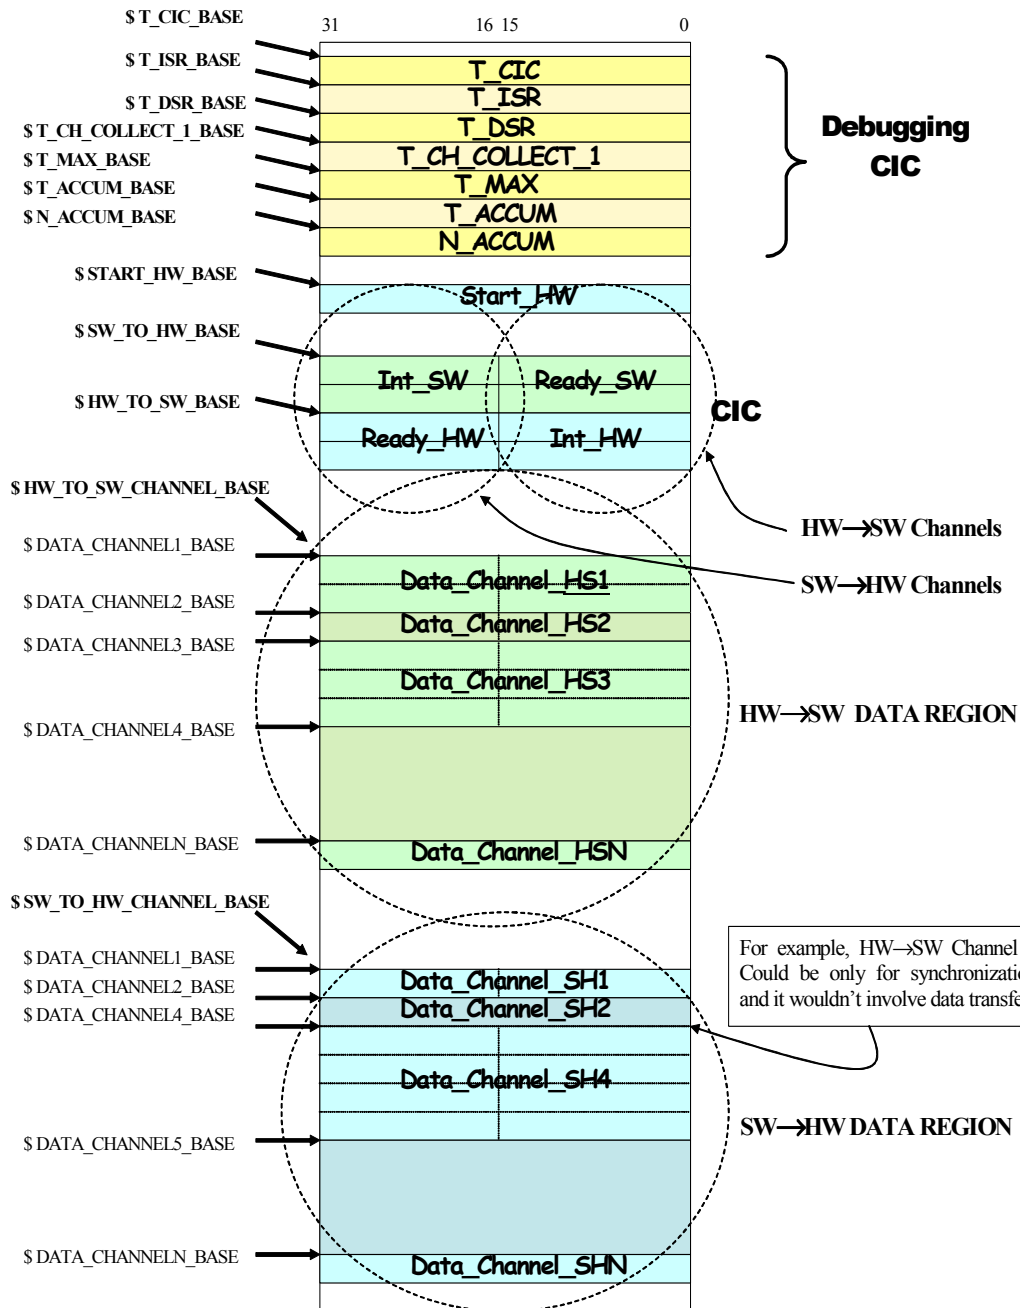 $ T_CIC_BASE
31 16 15 0
$ T_ISR_BASE
T_CIC
T_ISR
$ T_DSR_BASE
T_DSR
Debugging
CIC
$ T_CH_COLLECT_1_BASE
T_CH_COLLECT_1
$ T_MAX_BASE
T_MAX
$ T_ACCUM_BASE
T_ACCUM
$ N_ACCUM_BASE
N_ACCUM
$ START_HW_BASE
Start_HW
$ SW_TO_HW_BASE
Int_SW Ready_SW
$ HW_TO_SW_BASE
CIC
Ready_HW Int_HW
$ HW_TO_SW_CHANNEL_BASE
HW→SW Channels
$ DATA_CHANNEL1_BASE
Data_Channel_HS1
SW→HW Channels
$ DATA_CHANNEL2_BASE
Data_Channel_HS2
$ DATA_CHANNEL3_BASE
Data_Channel_HS3
HW→SW DATA REGION
$ DATA_CHANNEL4_BASE
$ DATA_CHANNELN_BASE
Data_Channel_HSN
$ SW_TO_HW_CHANNEL_BASE
For example, HW→SW Channel
Could be only for synchronizatio
and it wouldn't involve data transfe
$ DATA_CHANNEL1_BASE
Data_Channel_SH1
$ DATA_CHANNEL2_BASE
Data_Channel_SH2
$ DATA_CHANNEL4_BASE
Data_Channel_SH4
SW→HW DATA REGION
$ DATA_CHANNEL5_BASE
$ DATA_CHANNELN_BASE
Data_Channel_SHN